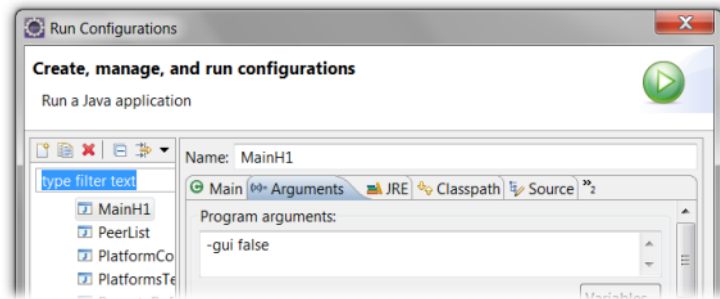 Run Configurations
Create, manage, and run configurations
Run a Java application
type filter text
MainH1
PeerList
PlatformCo
PlatformsTe
Name: MainH1
Main Arguments JRE Classpath Source »2
Program arguments:
-gui false
Variables